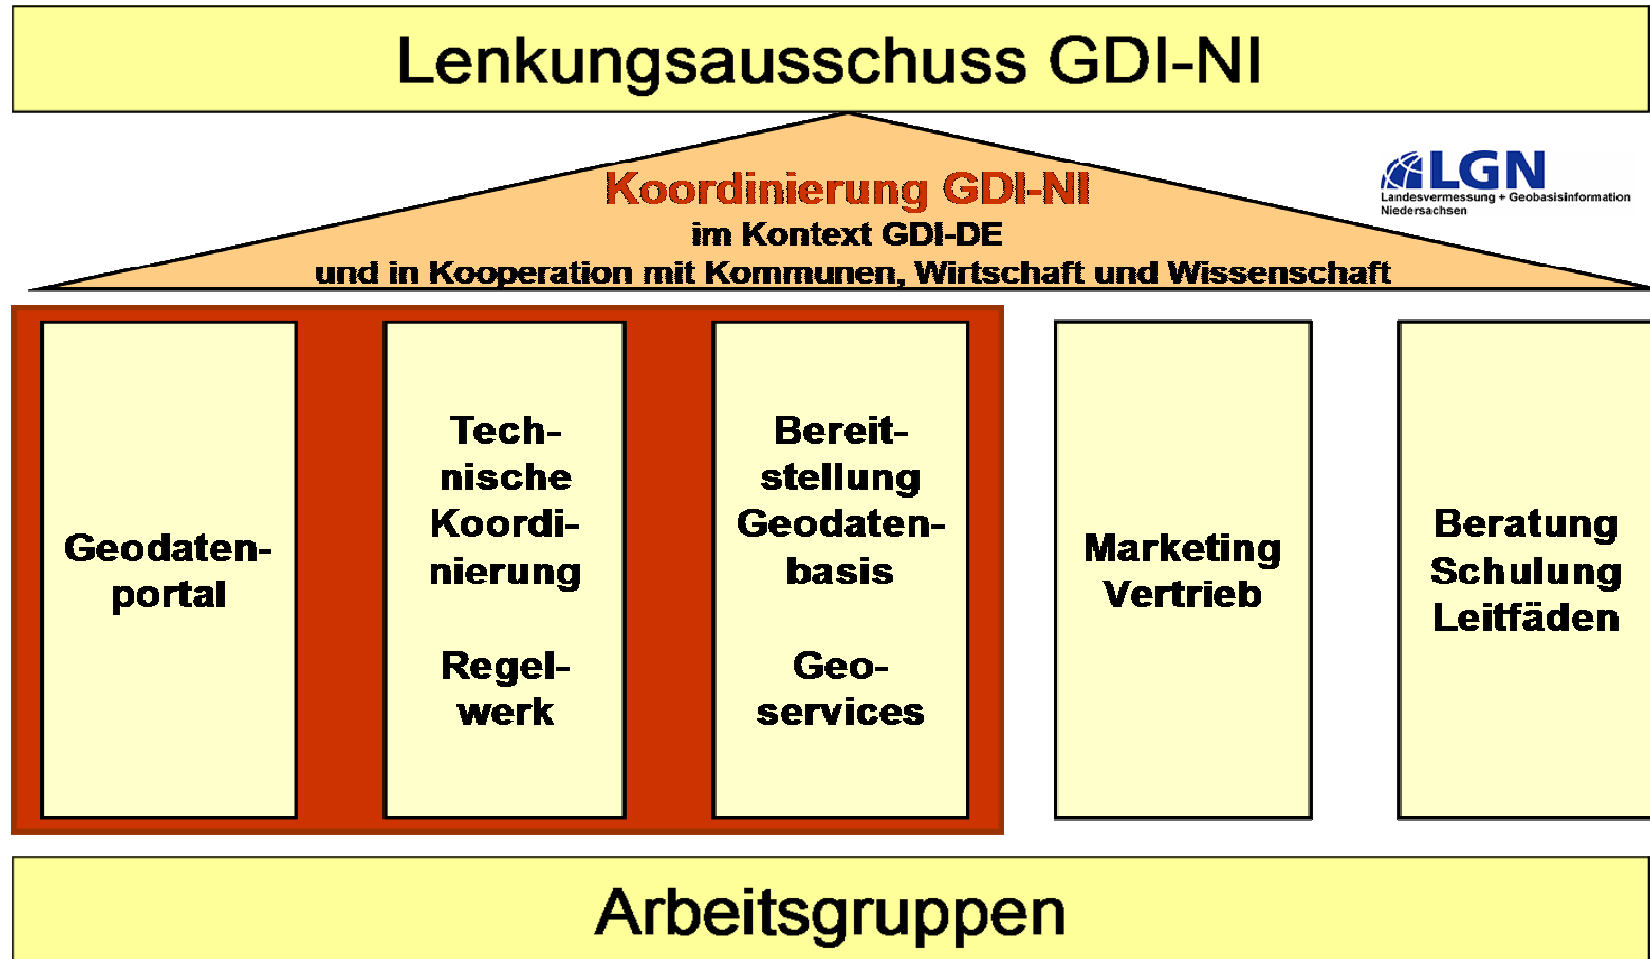 Lenkungsausschuss GDI-NI
Koordinierung GDI-NI
im Kontext GDI-DE
und in Kooperation mit Kommunen, Wirtschaft und Wissenschaft
LGN
Landesvermessung + Geobasisinformation
Niedersachsen
Geodaten-
portal
Tech-
nische
Koordi-
nierung
Regel-
werk
Bereit-
stellung
Geodaten-
basis
Geo-
services
Marketing
Vertrieb
Beratung
Schulung
Leitfäden
Arbeitsgruppen